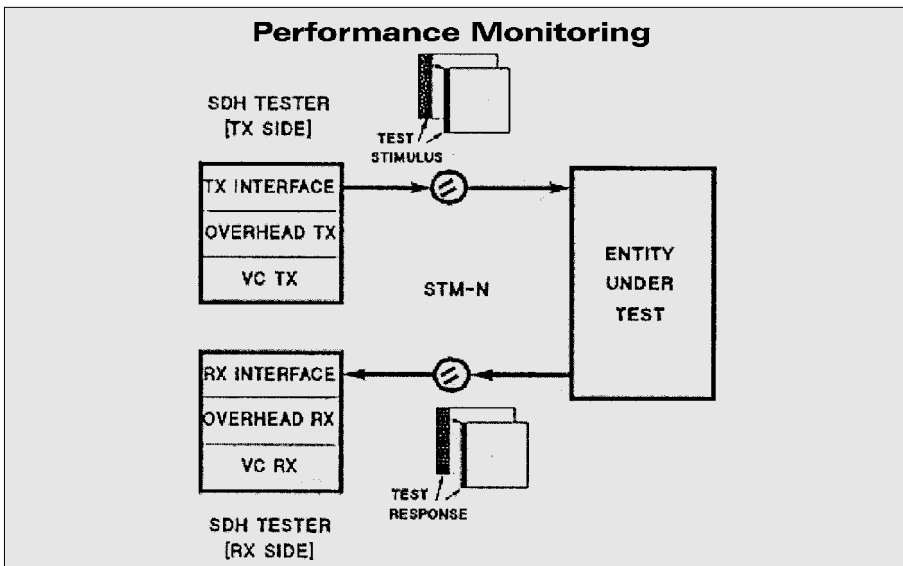 Performance Monitoring
SDH TESTER
[TX SIDE]
TEST
STIMULUS
TX INTERFACE
OVERHEAD TX
VC TX
ENTITY
UNDER
TEST
STM-N
RX INTERFACE
OVERHEAD RX
VC RX
TEST
RESPONSE
SDH TESTER
[RX SIDE]